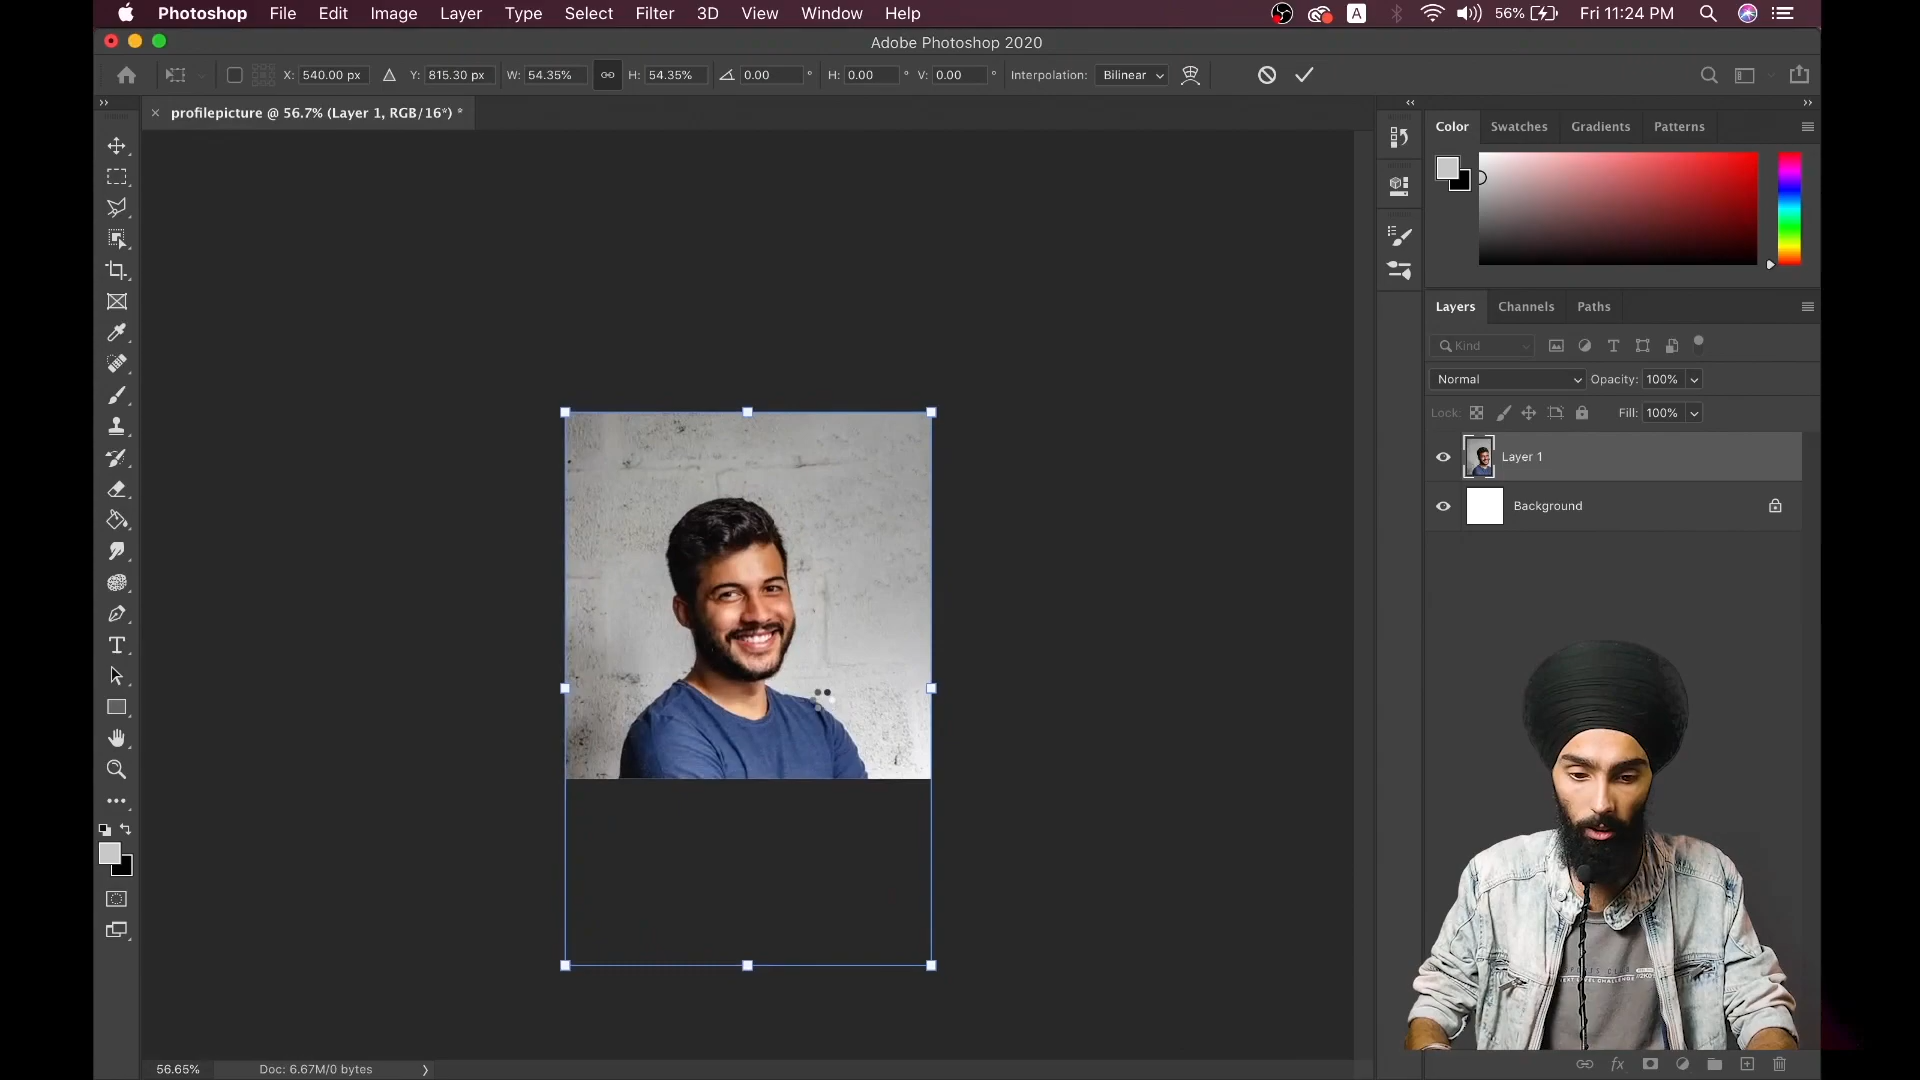 Photoshop File Edit Image Layer Type Select Filter 3D View Window Help A 56% Fri 11:24 PM
Adobe Photoshop 2020
X: 540.00 px Y: 815.30 px W: 54.35% H: 54.35% 0.00 ° H: 0.00 ° V: 0.00 ° Interpolation: Bilinear
profilepicture @ 56.7% (Layer 1, RGB/16*) *
Color Swatches Gradients Patterns
Layers Channels Paths
Kind
Normal Opacity: 100%
Lock: Fill: 100%
Layer 1
Background
NEXT LEVEL CHALLENGE
56.65% Doc: 6.67M/0 bytes